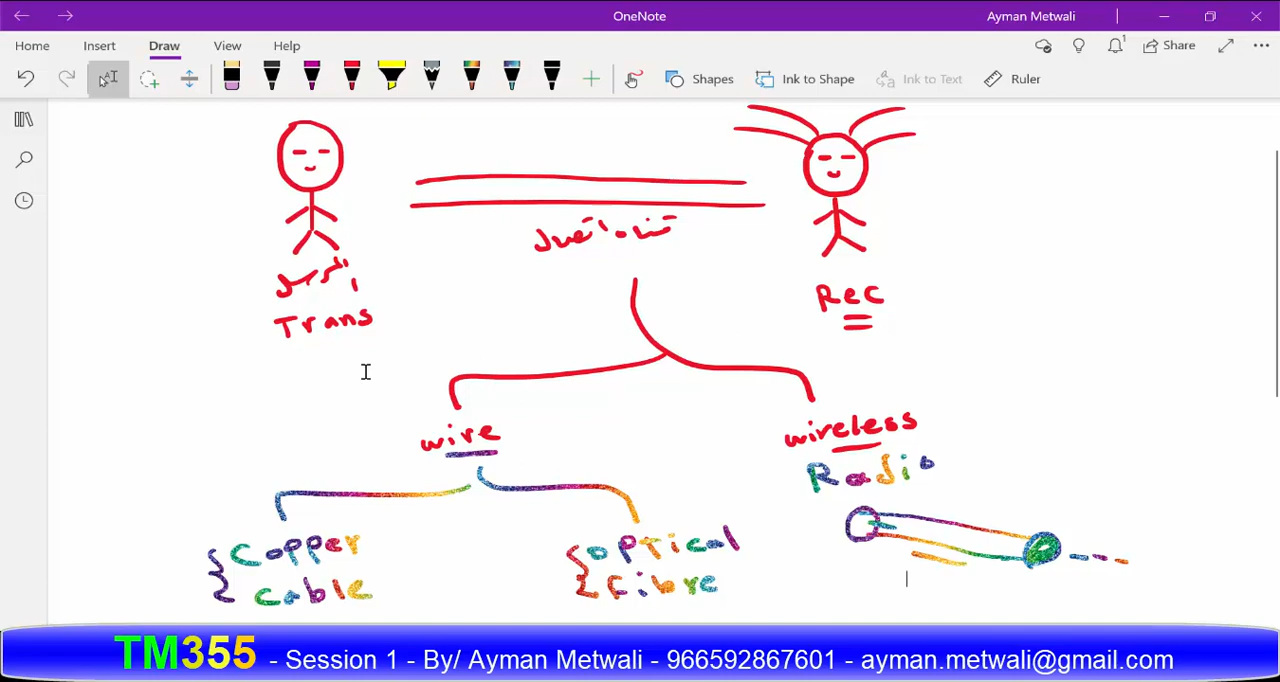 OneNote
Ayman Metwali
Home Insert Draw View Help
1
Share
Shapes
Ink to Shape
Ink to Text
Ruler
Trans
Rec
wire
wireless
Radio
Copper
Cable
Optical
Fibre
TM355 - Session 1 - By/ Ayman Metwali - 966592867601 - ayman.metwali@gmail.com